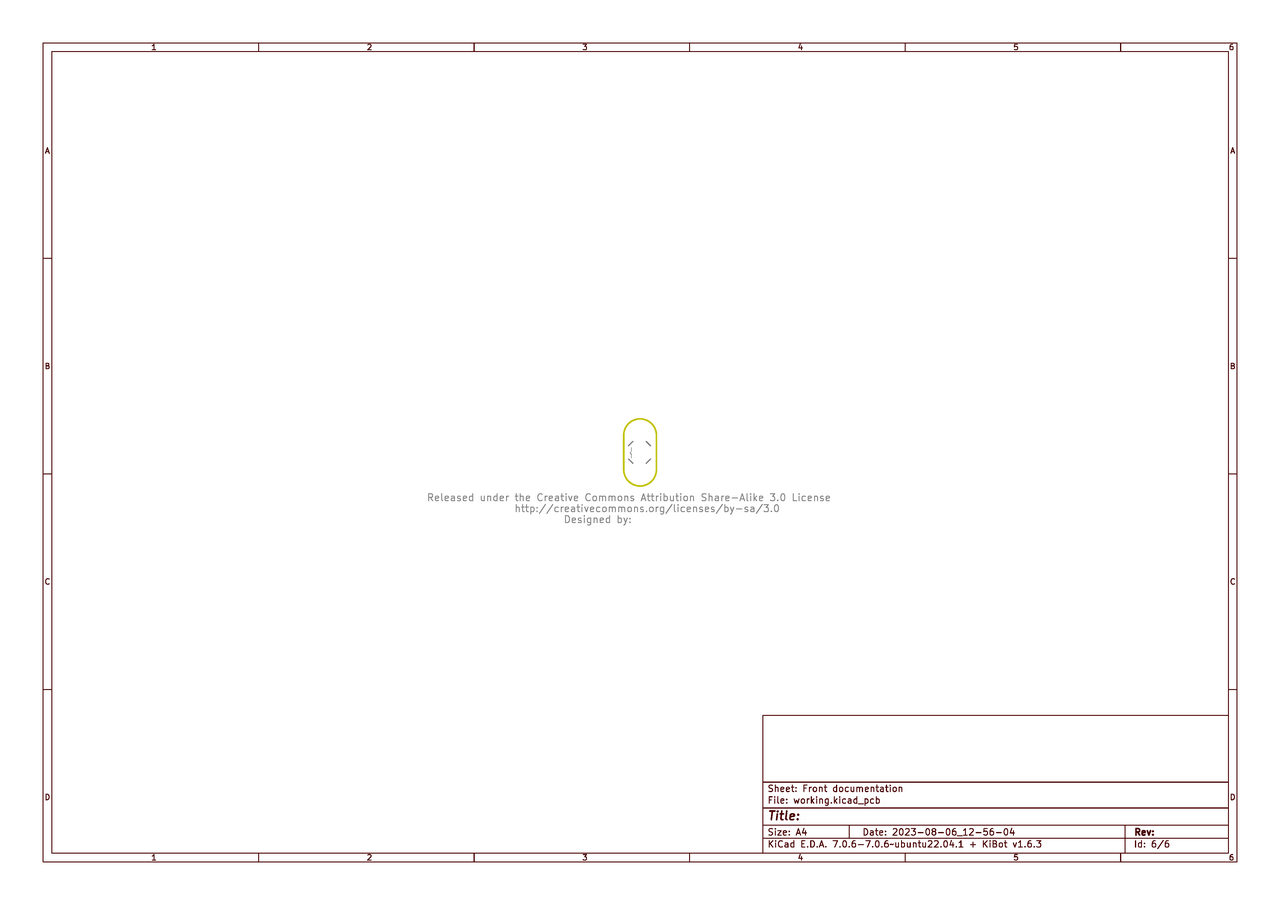 1 2 3 4 5 6
A A
B B
Released under the Creative Commons Attribution Share-Alike 3.0 License
http://creativecommons.org/licenses/by-sa/3.0
Designed by:
C C
Sheet: Front documentation
File: working.kicad_pcb
D D
Title:
Size: A4 Date: 2023-08-06_12-56-04 Rev:
KiCad E.D.A. 7.0.6-7.0.6~ubuntu22.04.1 + KiBot v1.6.3 Id: 6/6
1 2 3 4 5 6